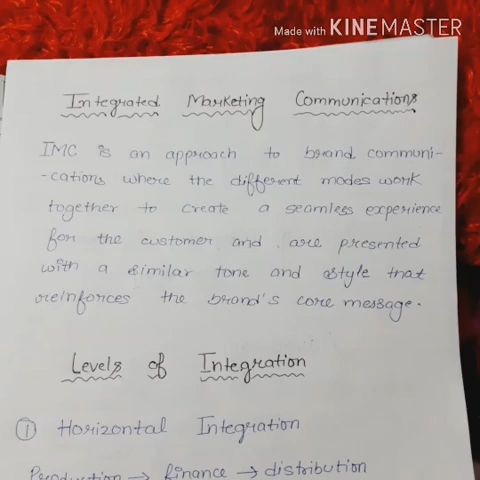 Made with KINEMASTER
Integrated Marketing Communications
IMC is an approach to brand communi-
-cations where the different modes work
together to create a seamless experience
for the customer and are presented
with a similar tone and style that
reinforces the brand's core message.
Levels of Integration
① Horizontal Integration
Production → finance → distribution